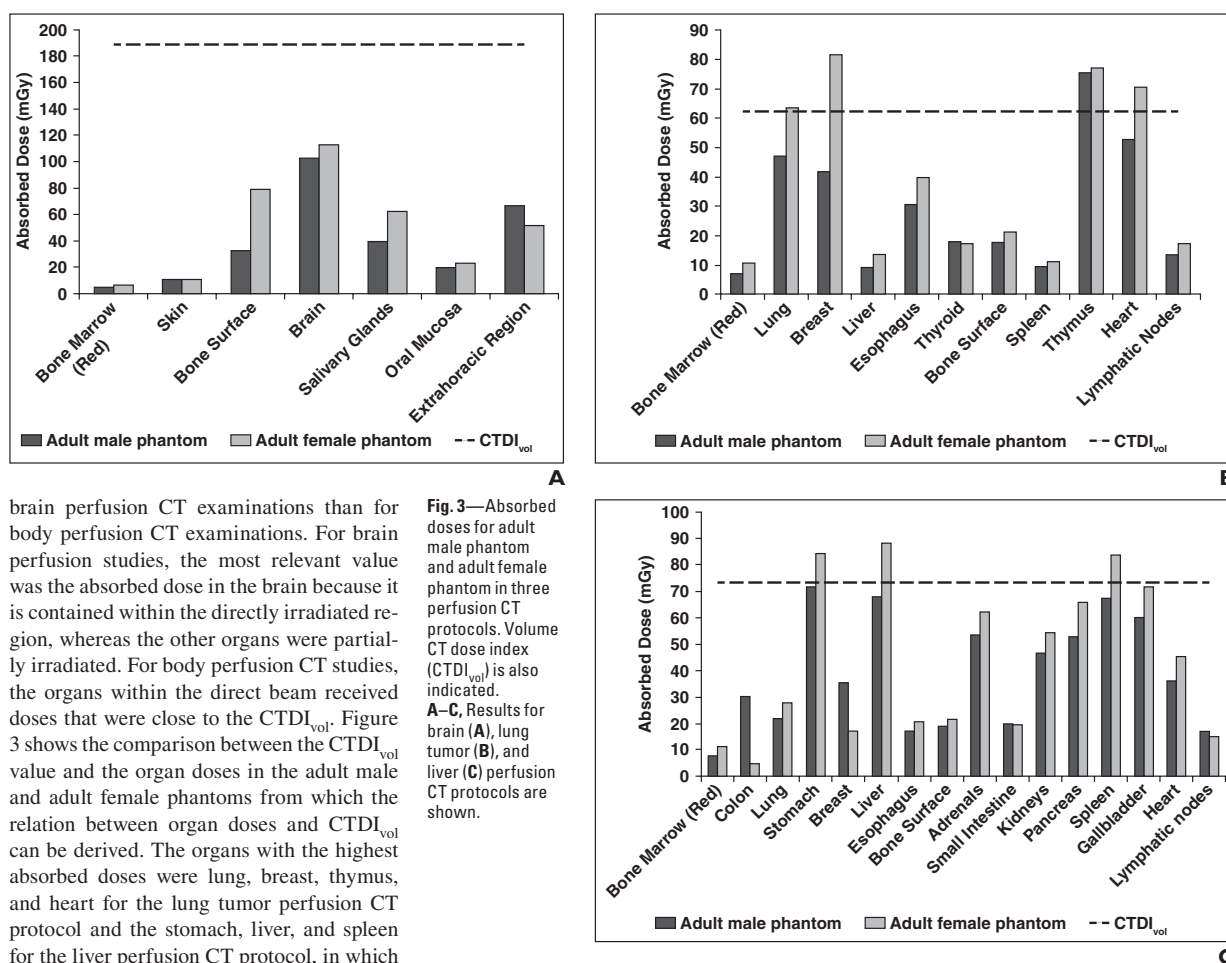 200
180
160
140
120
100
80
60
40
20
0
Absorbed Dose (mGy)
Bone Marrow
(Red)
Skin
Bone Surface
Brain
Salivary Glands
Oral Mucosa
Extrahoracic Region
Adult male phantom Adult female phantom CTDIvol
A
90
80
70
60
50
40
30
20
10
0
Absorbed Dose (mGy)
Bone Marrow (Red)
Lung
Breast
Liver
Esophagus
Thyroid
Bone Surface
Spleen
Thymus
Heart
Lymphatic Nodes
Adult male phantom Adult female phantom CTDIvol
brain perfusion CT examinations than for
body perfusion CT examinations. For brain
perfusion studies, the most relevant value
was the absorbed dose in the brain because it
is contained within the directly irradiated re-
gion, whereas the other organs were partial-
ly irradiated. For body perfusion CT studies,
the organs within the direct beam received
doses that were close to the CTDIvol. Figure
3 shows the comparison between the CTDIvol
value and the organ doses in the adult male
and adult female phantoms from which the
relation between organ doses and CTDIvol
can be derived. The organs with the highest
absorbed doses were lung, breast, thymus,
and heart for the lung tumor perfusion CT
protocol and the stomach, liver, and spleen
for the liver perfusion CT protocol, in which
Fig. 3—Absorbed
doses for adult
male phantom
and adult female
phantom in three
perfusion CT
protocols. Volume
CT dose index
(CTDIvol) is also
indicated.
A–C, Results for
brain (A), lung
tumor (B), and
liver (C) perfusion
CT protocols are
shown.
100
90
80
70
60
50
40
30
20
10
0
Absorbed Dose (mGy)
Bone Marrow (Red)
Colon
Lung
Stomach
Breast
Liver
Esophagus
Bone Surface
Adrenals
Small Intestine
Kidneys
Pancreas
Spleen
Gallbladder
Heart
Lymphatic nodes
Adult male phantom Adult female phantom CTDIvol